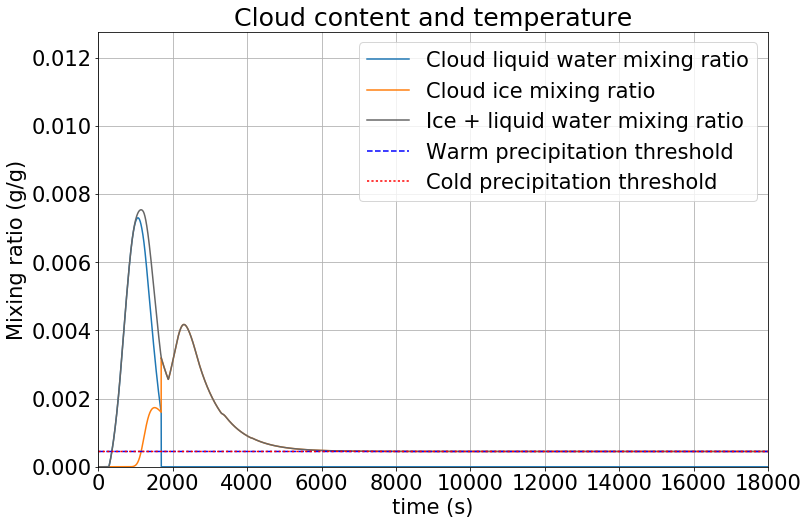 Cloud content and temperature
Mixing ratio (g/g)
0.012
0.010
0.008
0.006
0.004
0.002
0.000
Cloud liquid water mixing ratio
Cloud ice mixing ratio
Ice + liquid water mixing ratio
Warm precipitation threshold
Cold precipitation threshold
0 2000 4000 6000 8000 10000 12000 14000 16000 18000
time (s)